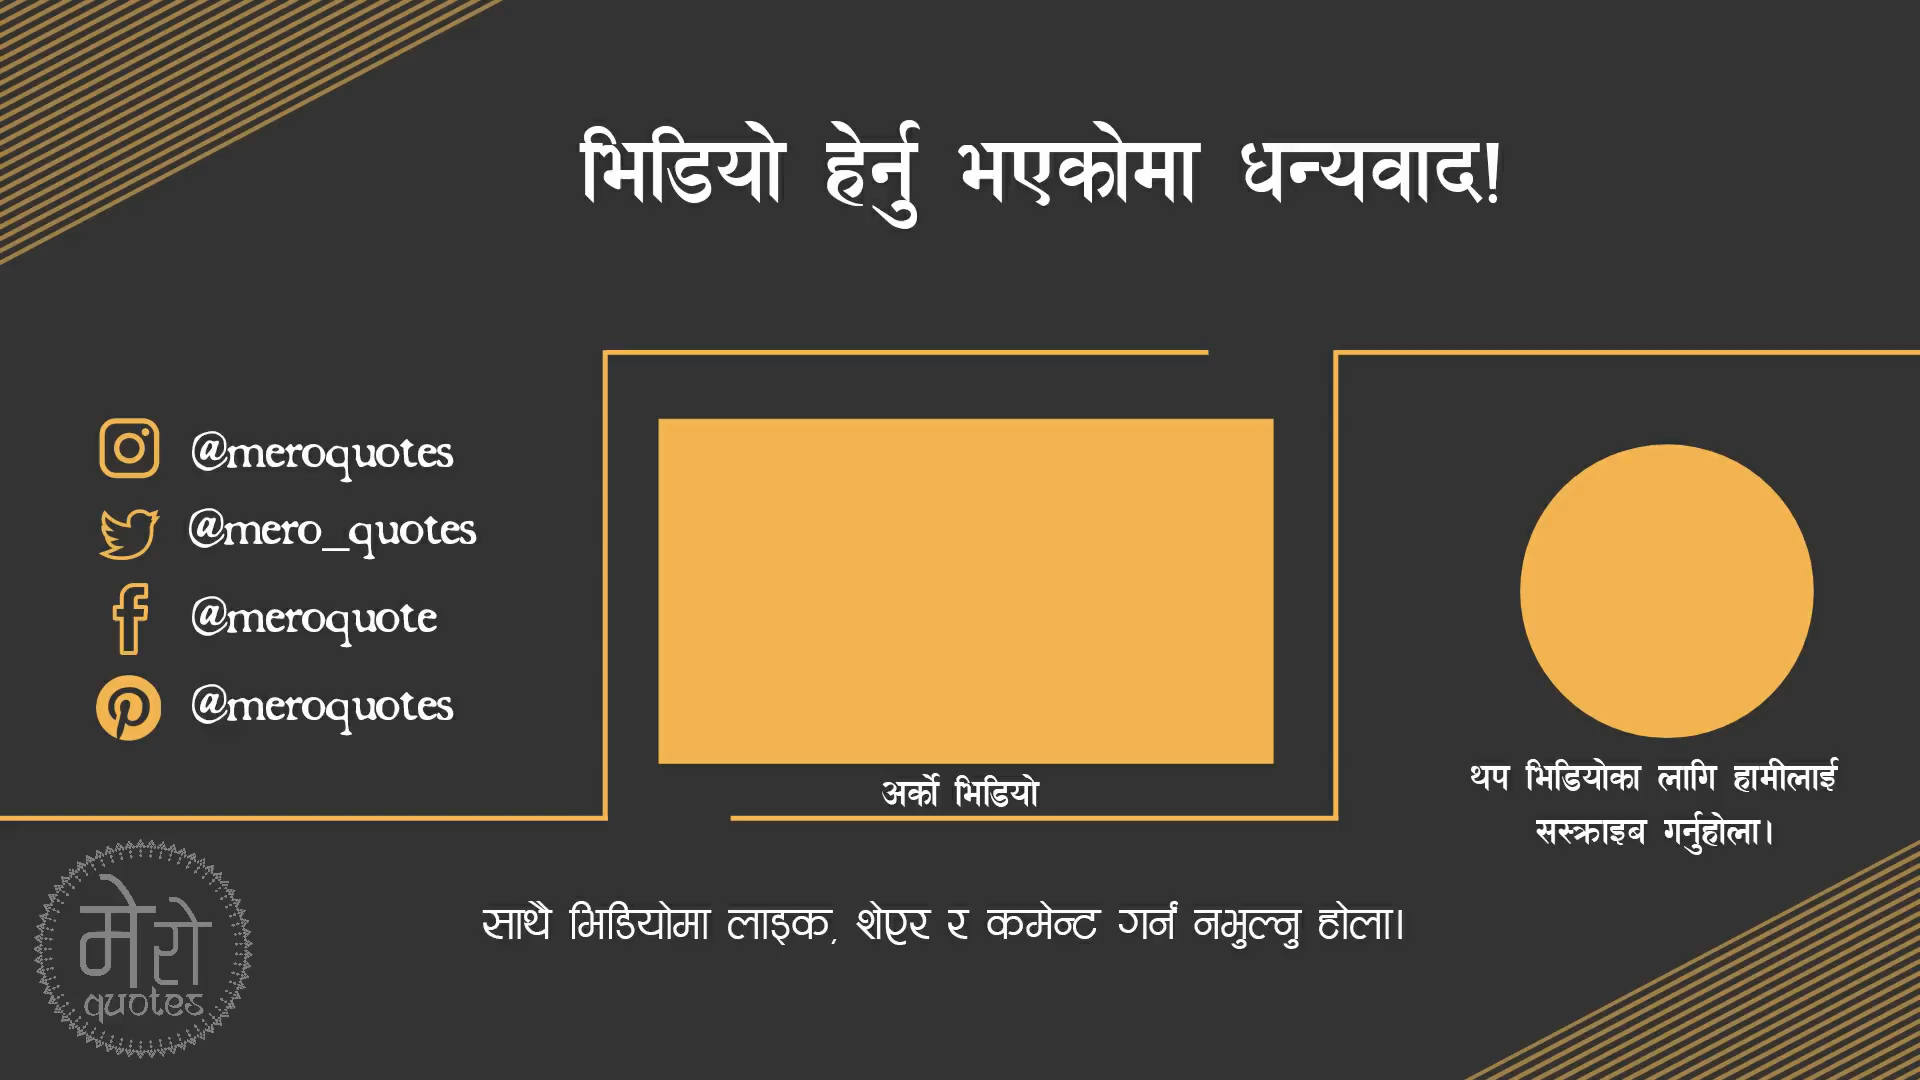 भिडियो हेर्नु भएकोमा धन्यवाद!
@meroquotes
@mero_quotes
@meroquote
@meroquotes
अर्को भिडियो
थप भिडियोका लागि हामीलाई
सस्क्राइब गर्नुहोला।
साथै भिडियोमा लाइक, शेएर र कमेन्ट गर्न नभुल्नु होला।
मेरो
quotes